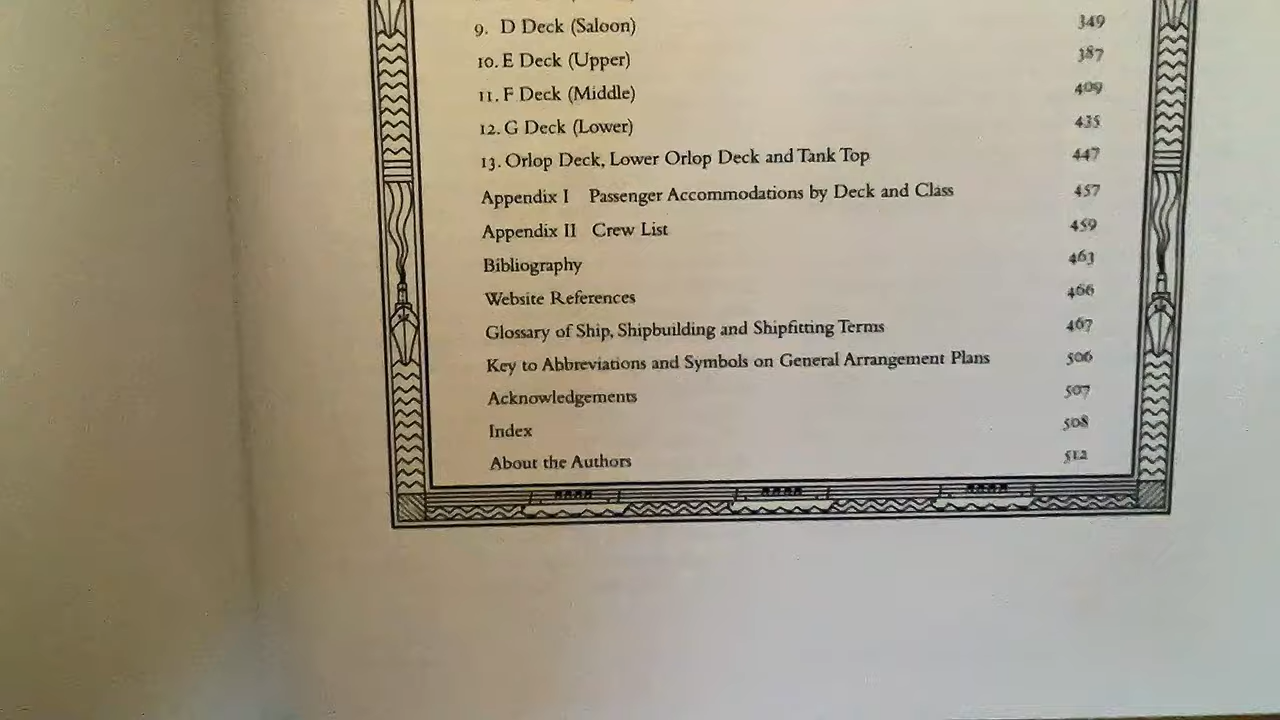 9. D Deck (Saloon) 349
10. E Deck (Upper) 387
11. F Deck (Middle) 409
12. G Deck (Lower) 435
13. Orlop Deck, Lower Orlop Deck and Tank Top 447
Appendix I Passenger Accommodations by Deck and Class 457
Appendix II Crew List 459
Bibliography 463
Website References 466
Glossary of Ship, Shipbuilding and Shipfitting Terms 467
Key to Abbreviations and Symbols on General Arrangement Plans 506
Acknowledgements 507
Index 508
About the Authors 512